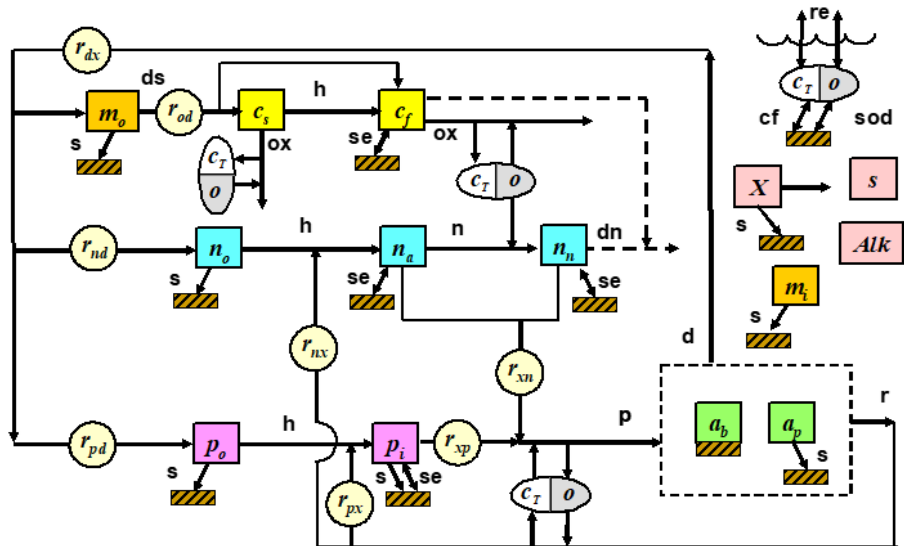 re
r_dx
ds
h
c_T o
m_o r_od c_s c_f
cf sod
s ox se ox
c_T
o
c_T o
X s
s
h n dn
r_nd n_o n_a n_n Alk
s se se
m_i
s
r_nx r_xn d
p r
h
a_b a_p
r_pd p_o p_i r_xp
s s se s
r_px c_T o